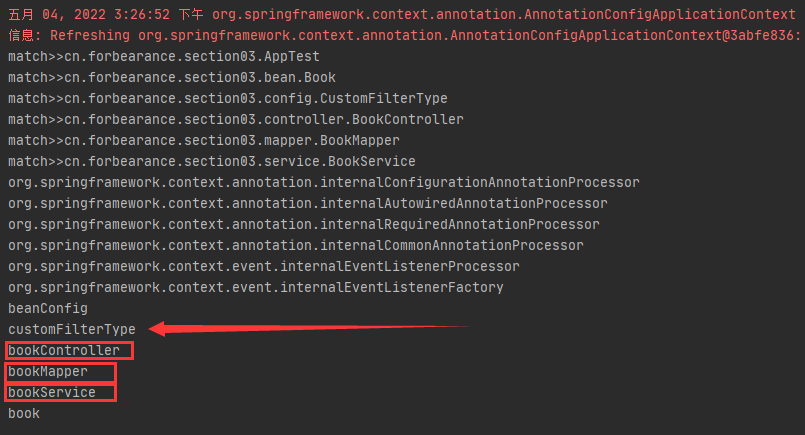 五月 04, 2022 3:26:52 下午 org.springframework.context.annotation.AnnotationConfigApplicationContext
信息: Refreshing org.springframework.context.annotation.AnnotationConfigApplicationContext@3abfe836:
match>>cn.forbearance.section03.AppTest
match>>cn.forbearance.section03.bean.Book
match>>cn.forbearance.section03.config.CustomFilterType
match>>cn.forbearance.section03.controller.BookController
match>>cn.forbearance.section03.mapper.BookMapper
match>>cn.forbearance.section03.service.BookService
org.springframework.context.annotation.internalConfigurationAnnotationProcessor
org.springframework.context.annotation.internalAutowiredAnnotationProcessor
org.springframework.context.annotation.internalRequiredAnnotationProcessor
org.springframework.context.annotation.internalCommonAnnotationProcessor
org.springframework.context.event.internalEventListenerProcessor
org.springframework.context.event.internalEventListenerFactory
beanConfig
customFilterType
bookController
bookMapper
bookService
book